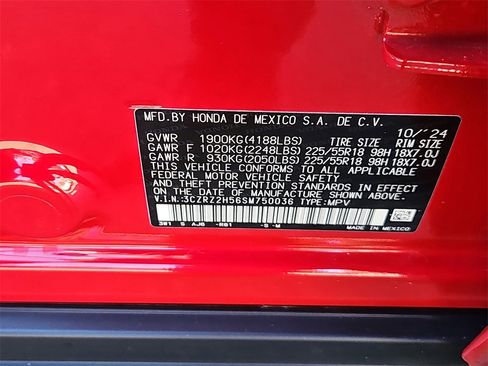 MFD.BY HONDA DE MEXICO S.A. DE C.V. 10/'24
GVWR 1900KG(4188LBS) TIRE SIZE RIM SIZE
GAWR F 1020KG(2248LBS) 225/55R18 98H 18X7.0J
GAWR R 930KG(2050LBS) 225/55R18 98H 18X7.0J
THIS VEHICLE CONFORMS TO ALL APPLICABLE
FEDERAL MOTOR VEHICLE SAFETY
AND THEFT PREVENTION STANDARDS IN EFFECT
ON THE DATE OF MANUFACTURE SHOWN ABOVE.
V.I.N.:3CZRZ2H56SM750036 TYPE:MPV
3W1 S AJ6 -R81 -B-M
MADE IN
MEXICO